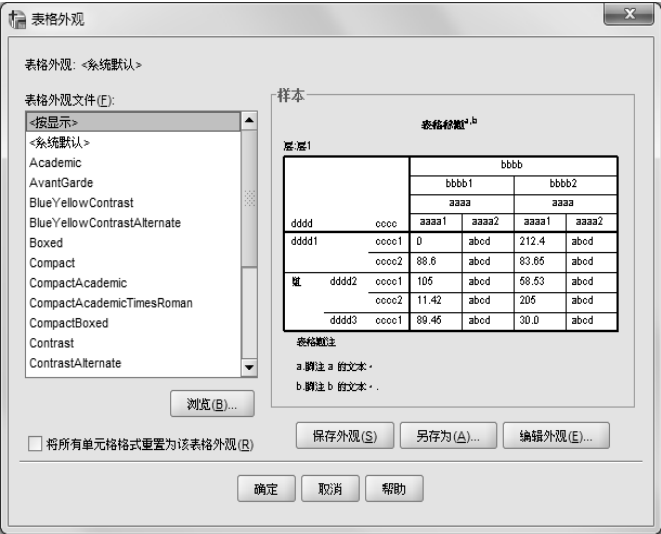 表格外观
表格外观: <系统默认>
表格外观文件(F):
<按显示>
<系统默认>
Academic
AvantGarde
BlueYellowContrast
BlueYellowContrastAlternate
Boxed
Compact
CompactAcademic
CompactAcademicTimesRoman
CompactBoxed
Contrast
ContrastAlternate
浏览(B)...
将所有单元格格式重置为该表格外观(R)
样本
表格标题a,b
层:层1
bbbb
bbbb1 bbbb2
aaaa aaaa
dddd cccc aaaa1 aaaa2 aaaa1 aaaa2
dddd1 cccc1 0 abcd 212.4 abcd
cccc2 88.6 abcd 83.65 abcd
组 dddd2 cccc1 105 abcd 58.53 abcd
cccc2 11.42 abcd 205 abcd
dddd3 cccc1 89.45 abcd 30.0 abcd
表格脚注
a.脚注 a 的文本。
b.脚注 b 的文本。.
保存外观(S) 另存为(A)... 编辑外观(E)...
确定 取消 帮助